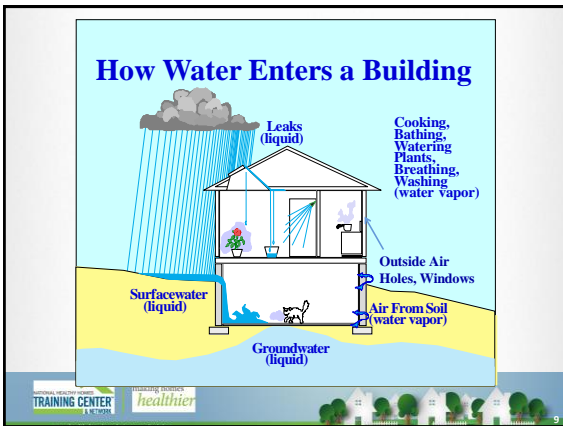 How Water Enters a Building
Leaks
(liquid)
Cooking,
Bathing,
Watering
Plants,
Breathing,
Washing
(water vapor)
Outside Air
Holes, Windows
Surfacewater
(liquid)
Air From Soil
(water vapor)
Groundwater
(liquid)
NATIONAL HEALTHY HOMES
TRAINING CENTER
& NETWORK
making homes
healthier
9